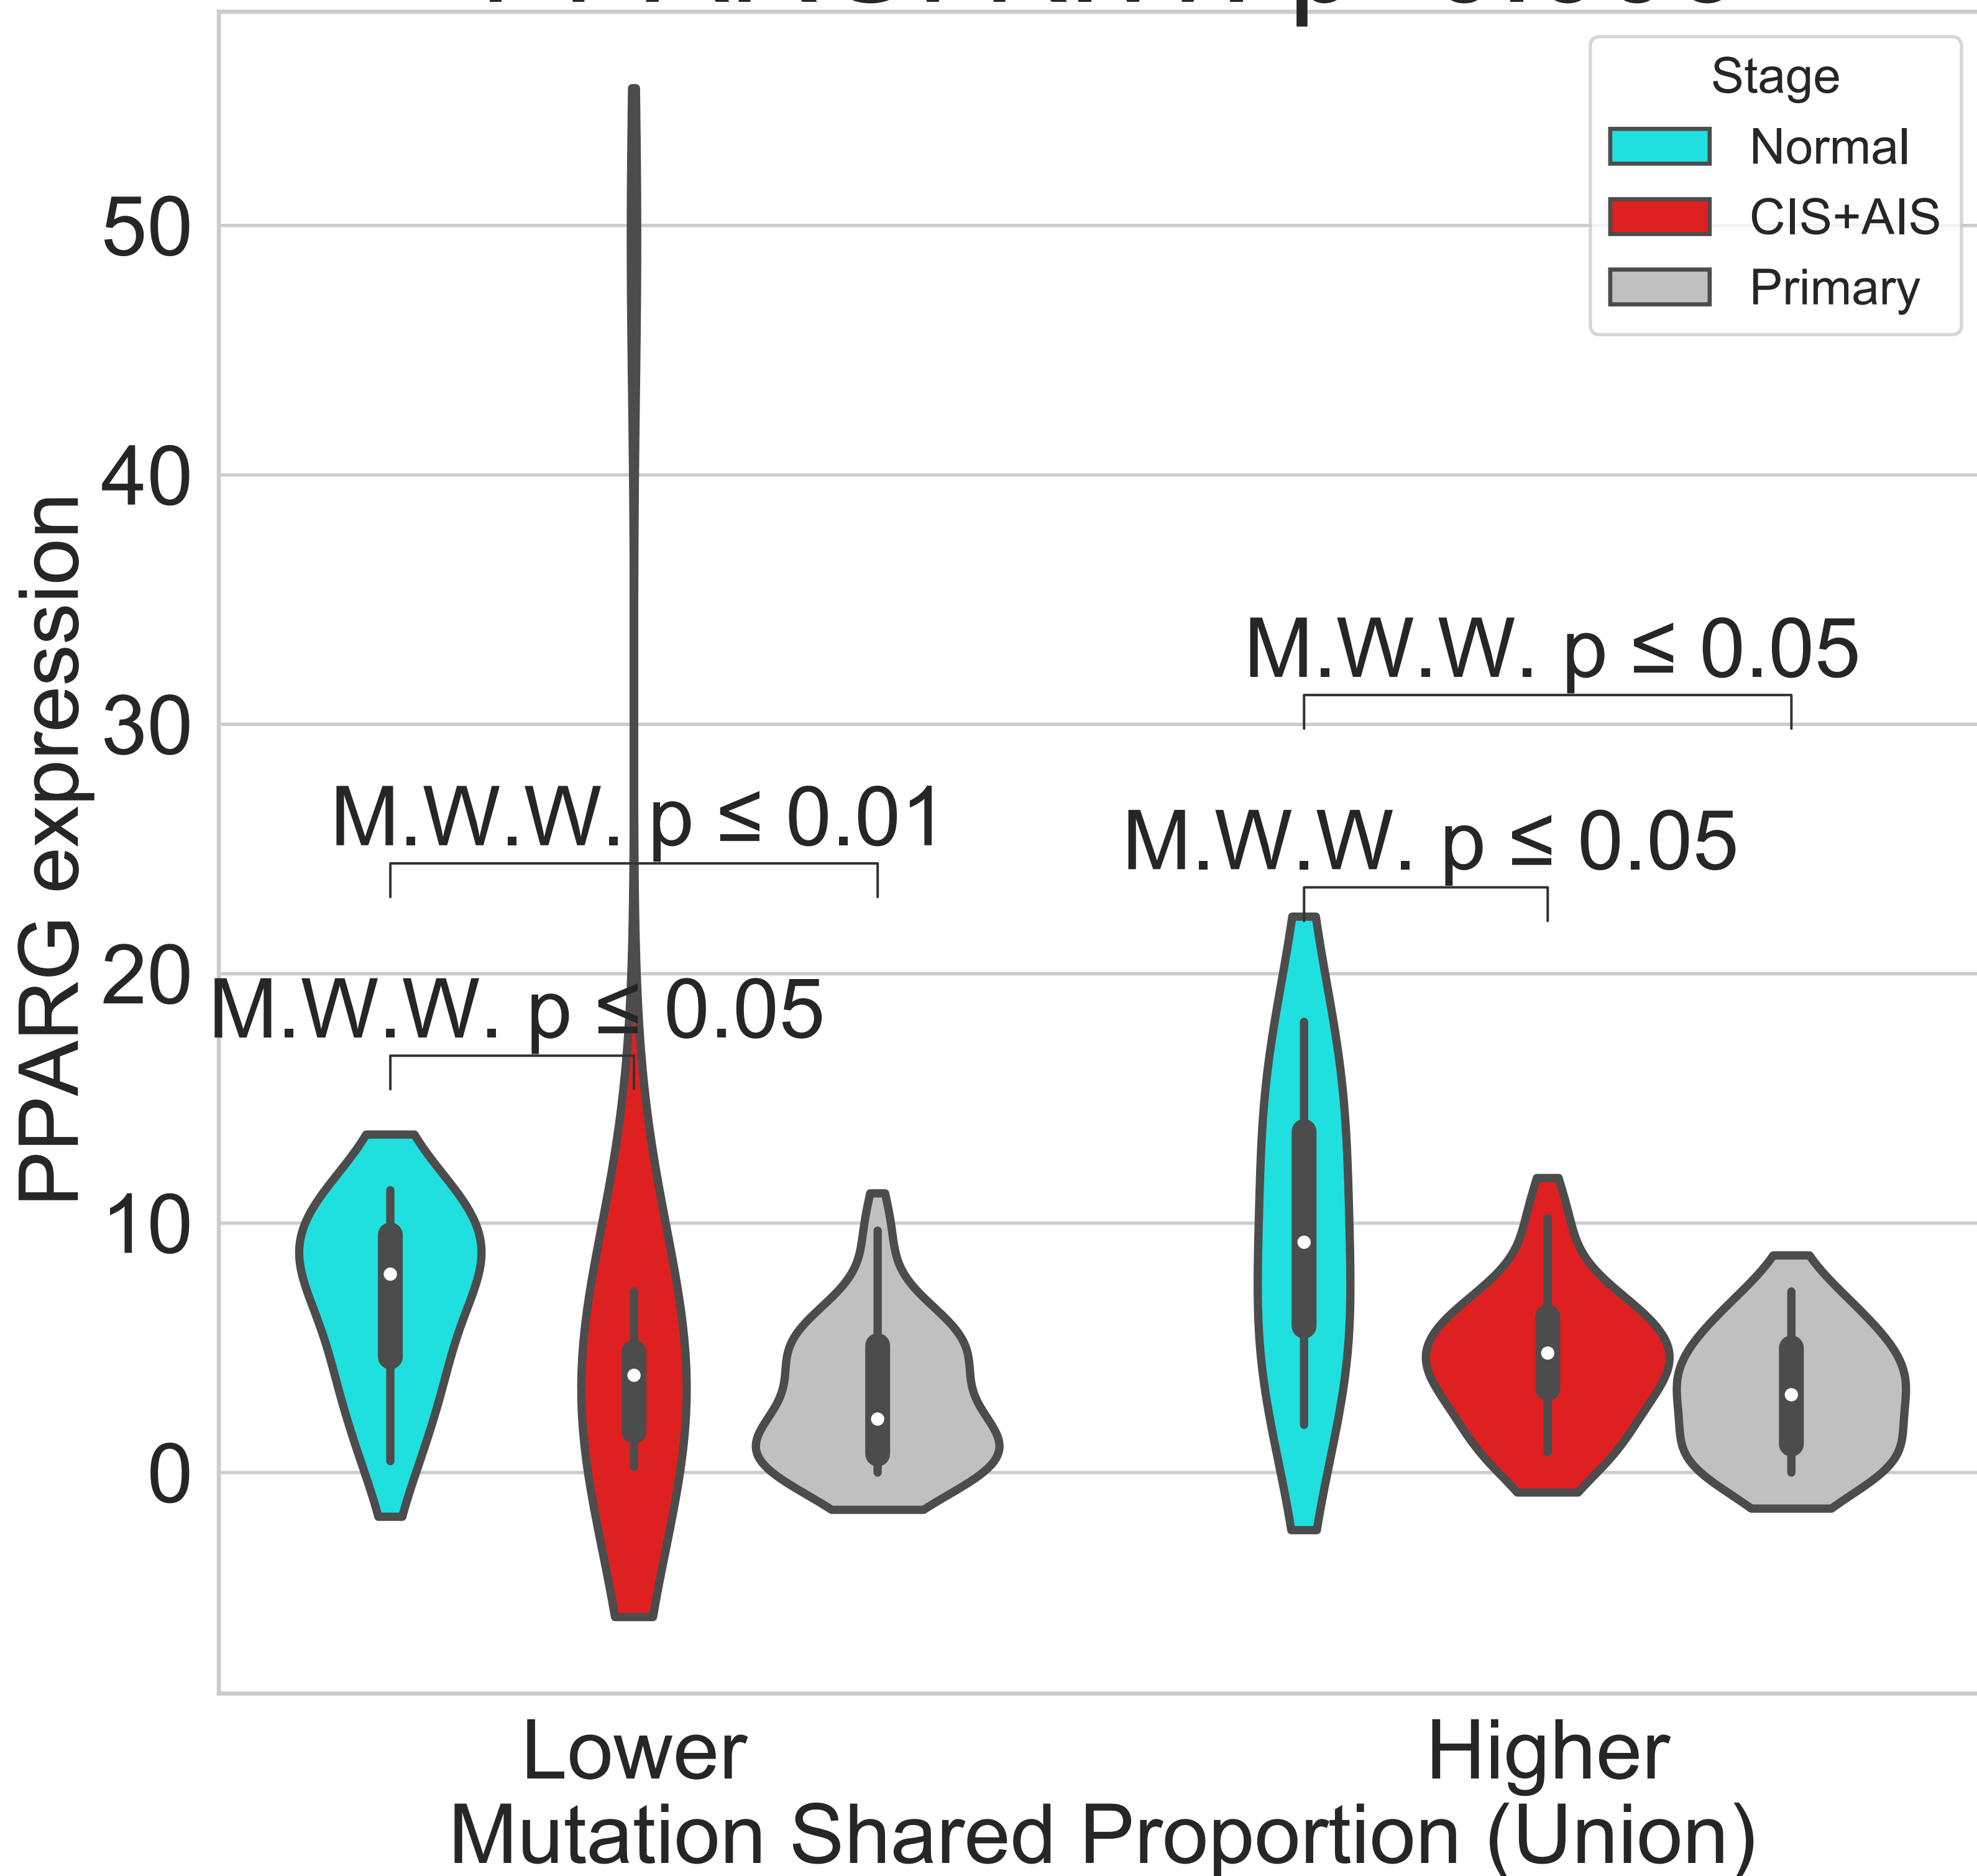 Stage
Normal
CIS+AIS
Primary
PPARG expression
50
40
30
20
10
0
M.W.W. p ≤ 0.05
M.W.W. p ≤ 0.01
M.W.W. p ≤ 0.05
M.W.W. p ≤ 0.05
Lower
Higher
Mutation Shared Proportion (Union)